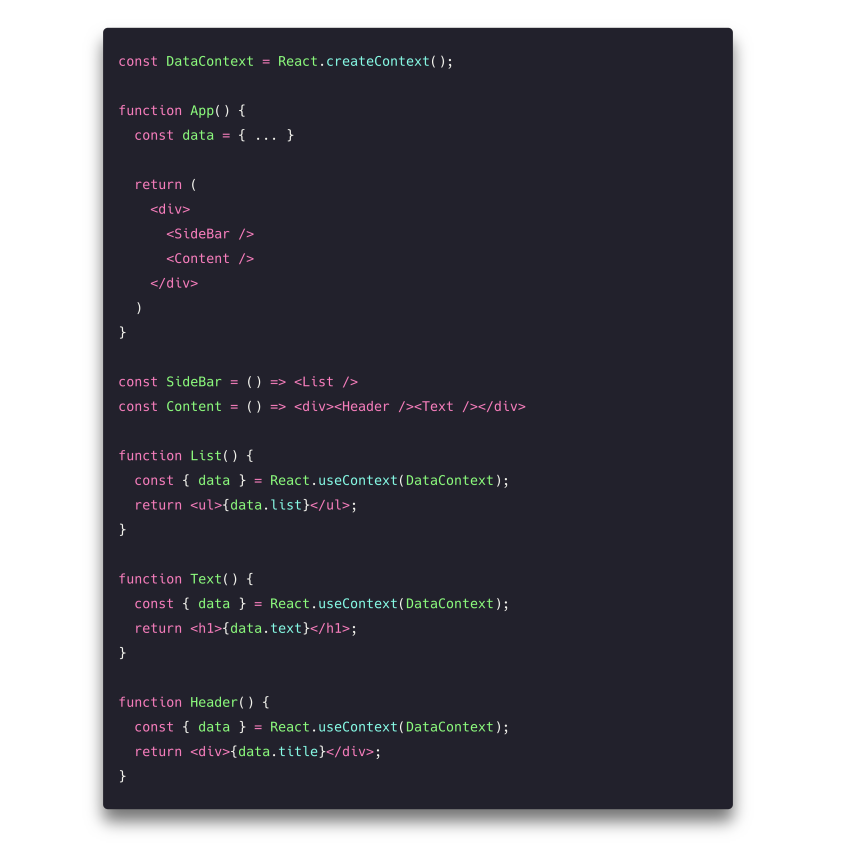 const DataContext = React.createContext();
function App() {
const data = { ... }
return (
<div>
<SideBar />
<Content />
</div>
)
}
const SideBar = () => <List />
const Content = () => <div><Header /><Text /></div>
function List() {
const { data } = React.useContext(DataContext);
return <ul>{data.list}</ul>;
}
function Text() {
const { data } = React.useContext(DataContext);
return <h1>{data.text}</h1>;
}
function Header() {
const { data } = React.useContext(DataContext);
return <div>{data.title}</div>;
}